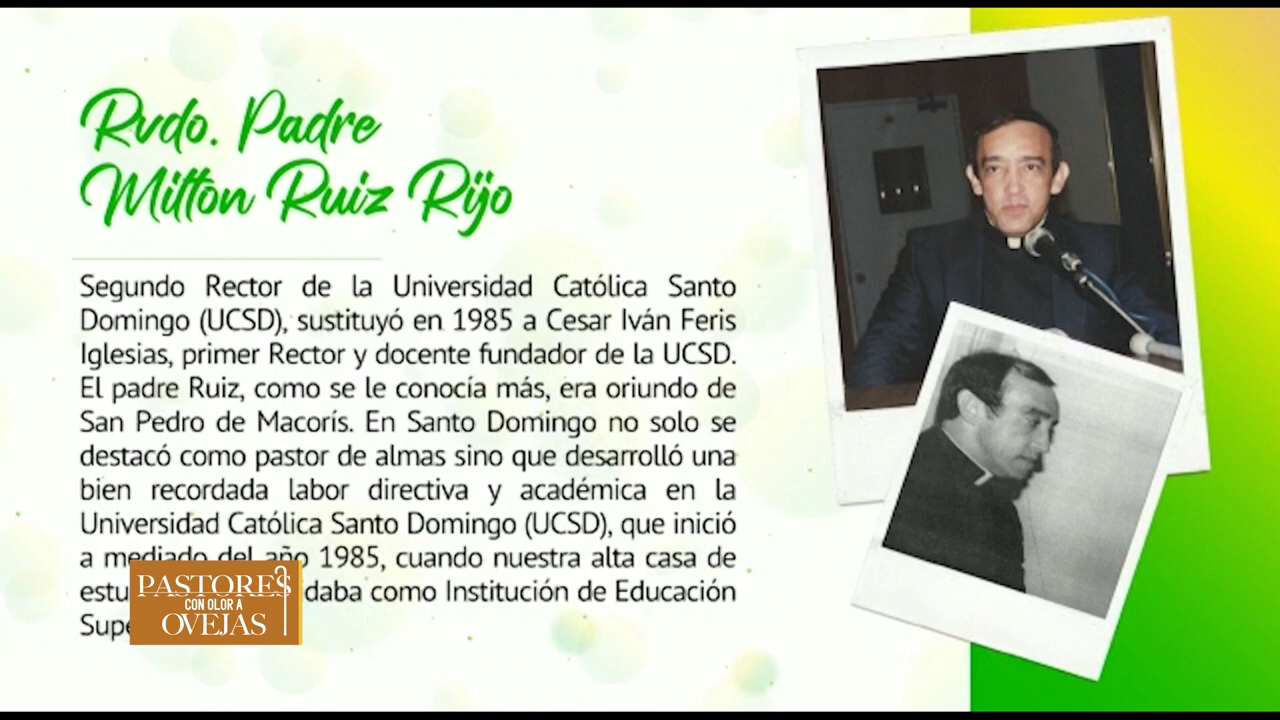 Rvdo. Padre
Milton Ruiz Rijo
Segundo Rector de la Universidad Católica Santo
Domingo (UCSD), sustituyó en 1985 a Cesar Iván Feris
Iglesias, primer Rector y docente fundador de la UCSD.
El padre Ruiz, como se le conocía más, era oriundo de
San Pedro de Macorís. En Santo Domingo no solo se
destacó como pastor de almas sino que desarrolló una
bien recordada labor directiva y académica en la
Universidad Católica Santo Domingo (UCSD), que inició
a mediado del año 1985, cuando nuestra alta casa de
estu daba como Institución de Educación
Supe
PASTORES
CON OLOR A
OVEJAS